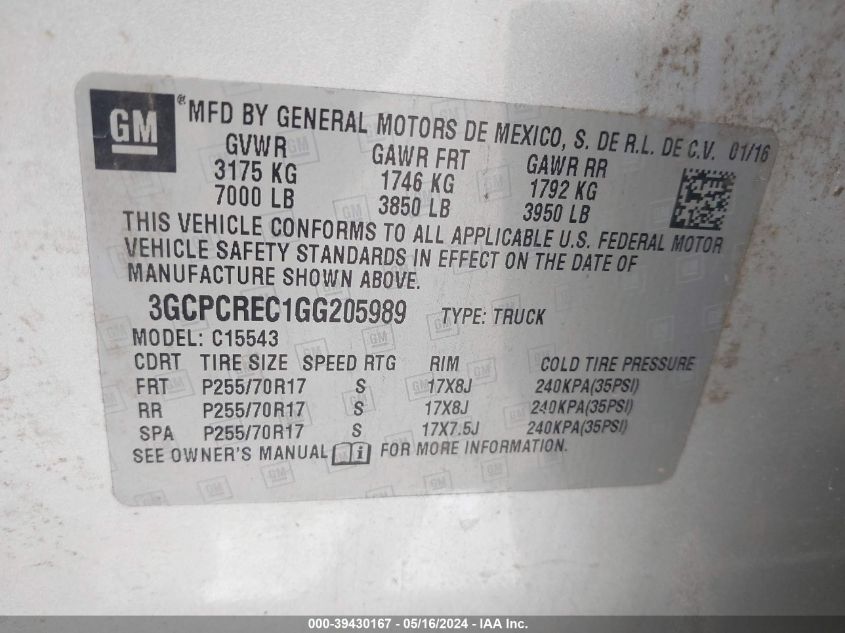 GM ® MFD BY GENERAL MOTORS DE MEXICO, S. DE R.L. DE C.V. 01/16
GVWR GAWR FRT GAWR RR
3175 KG 1746 KG 1792 KG
7000 LB 3850 LB 3950 LB
THIS VEHICLE CONFORMS TO ALL APPLICABLE U.S. FEDERAL MOTOR
VEHICLE SAFETY STANDARDS IN EFFECT ON THE DATE OF
MANUFACTURE SHOWN ABOVE.
3GCPCREC1GG205989 TYPE: TRUCK
MODEL: C15543
CDRT TIRE SIZE SPEED RTG RIM COLD TIRE PRESSURE
FRT P255/70R17 S 17X8J 240KPA(35PSI)
RR P255/70R17 S 17X8J 240KPA(35PSI)
SPA P255/70R17 S 17X7.5J 240KPA(35PSI)
SEE OWNER'S MANUAL i FOR MORE INFORMATION.
000-39430167 - 05/16/2024 - IAA Inc.